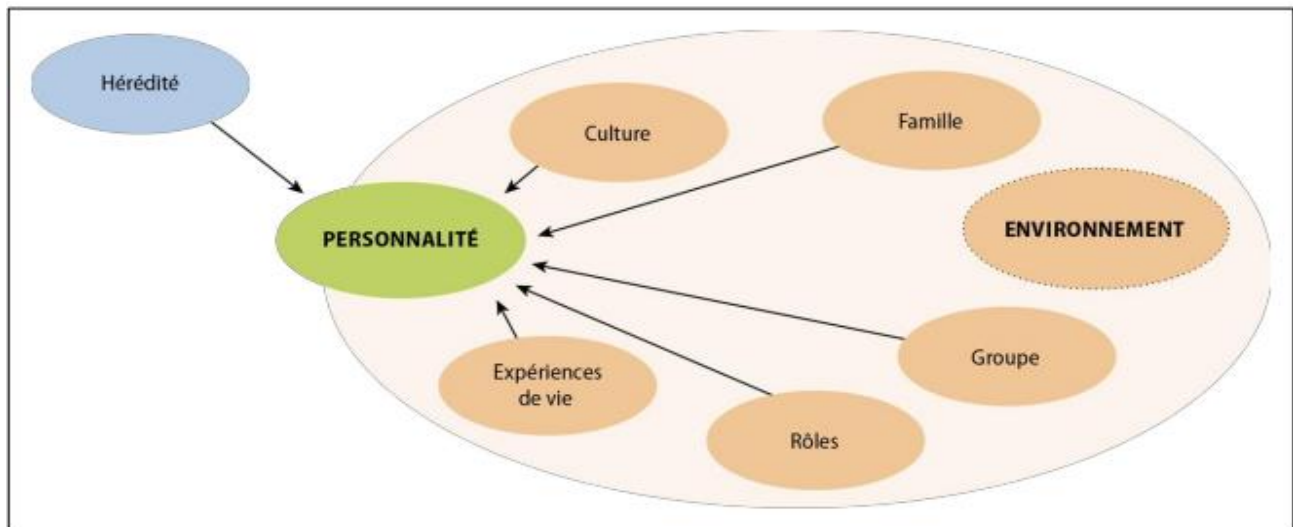 Hérédité
Culture
Famille
PERSONNALITÉ
ENVIRONNEMENT
Expériences
de vie
Groupe
Rôles